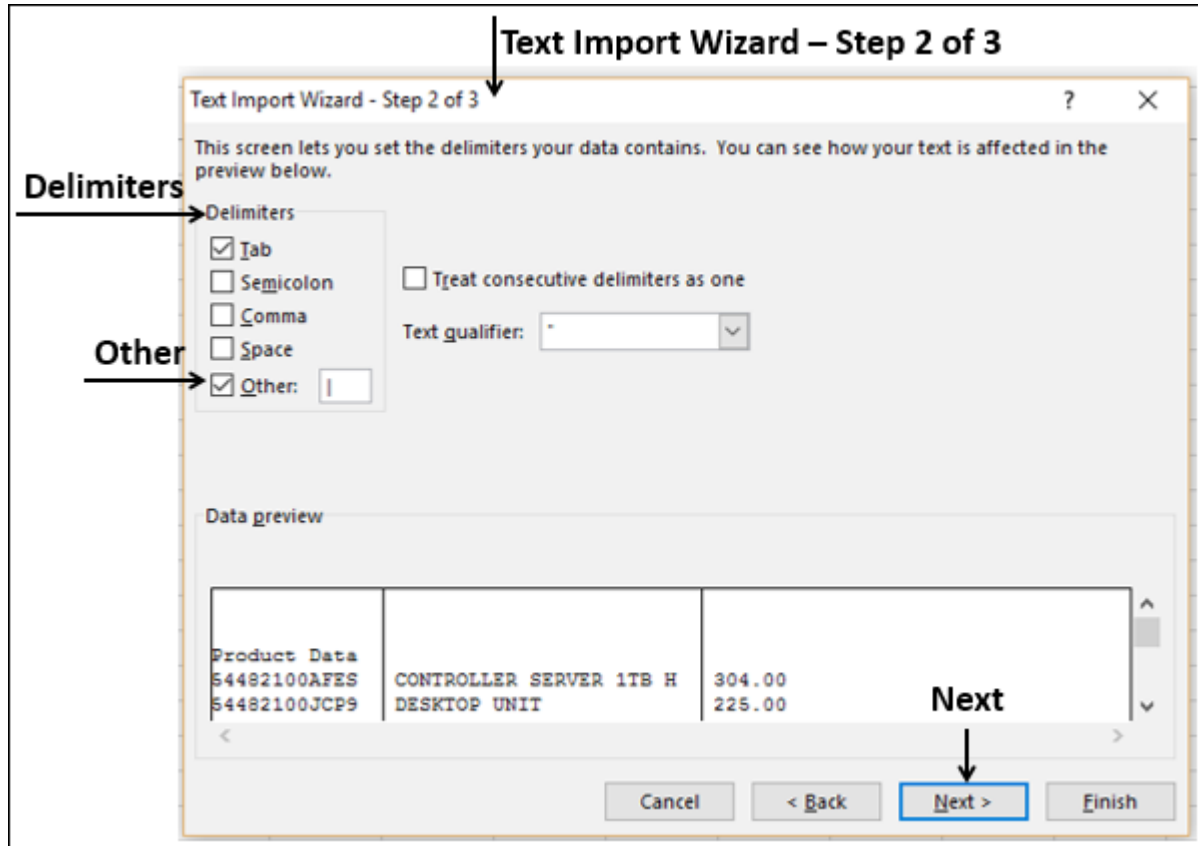 Text Import Wizard – Step 2 of 3
Text Import Wizard - Step 2 of 3 ? ×
This screen lets you set the delimiters your data contains. You can see how your text is affected in the
preview below.
Delimiters
Delimiters
Tab
Semicolon
Treat consecutive delimiters as one
Comma
Text qualifier: "
Space
Other
Other: |
Data preview
Product Data
54482100AFES CONTROLLER SERVER 1TB H 304.00
54482100JCP9 DESKTOP UNIT 225.00
Next
Cancel < Back Next > Finish